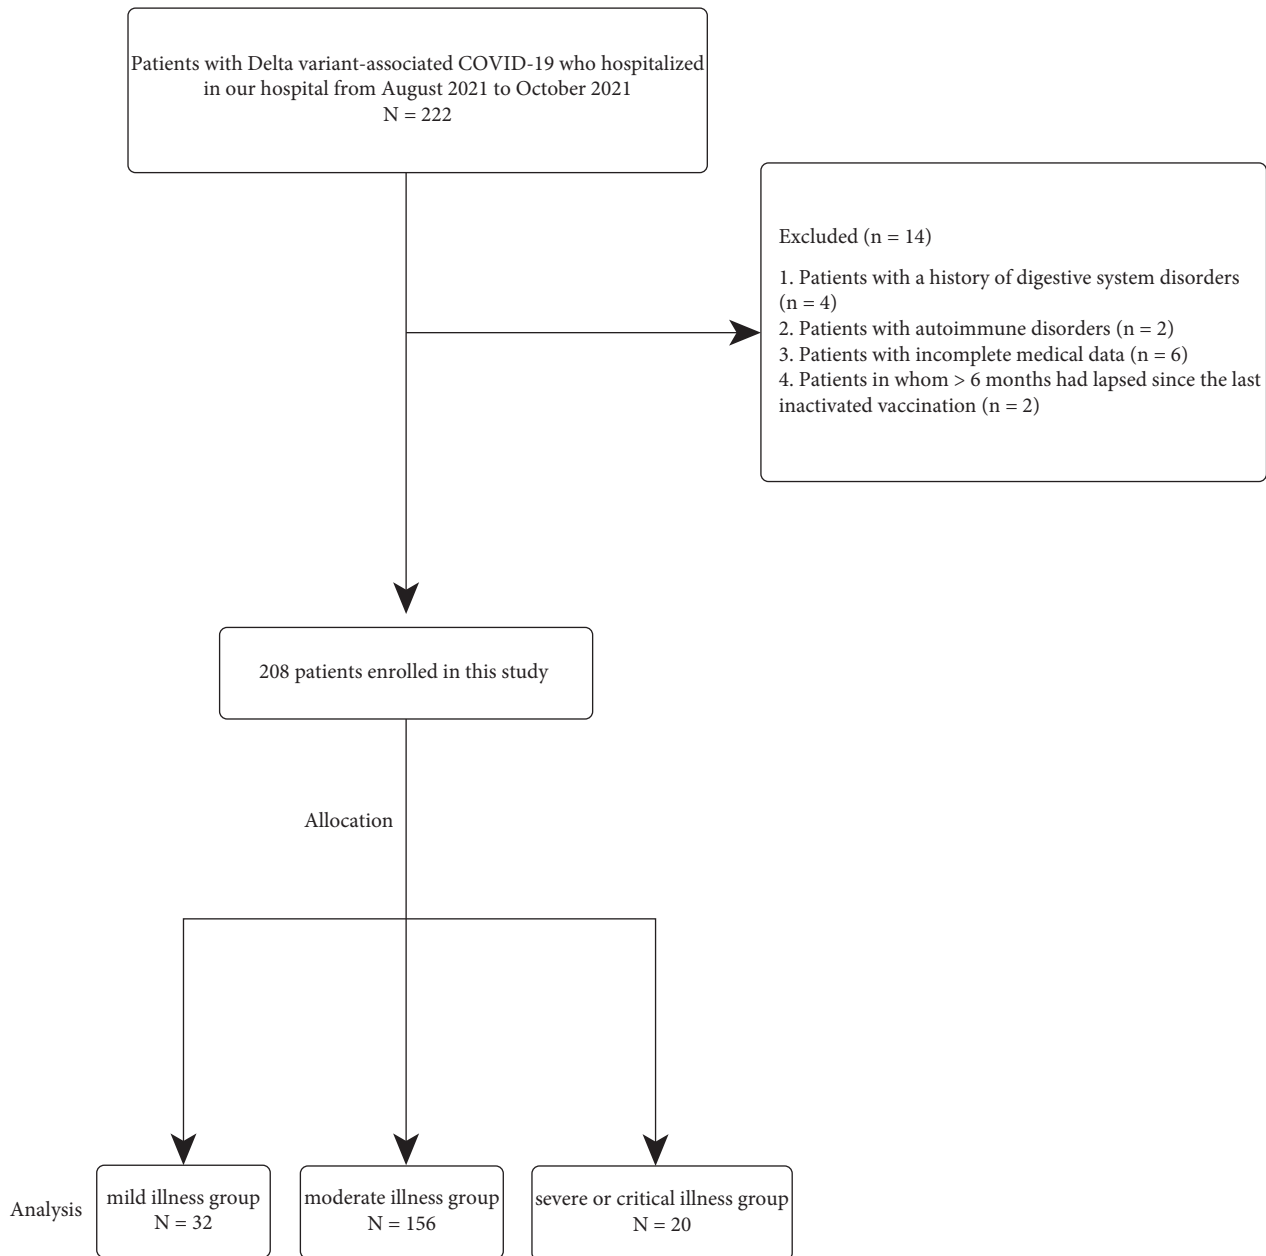 Patients with Delta variant-associated COVID-19 who hospitalized
in our hospital from August 2021 to October 2021
N = 222
Excluded (n = 14)
1. Patients with a history of digestive system disorders
(n = 4)
2. Patients with autoimmune disorders (n = 2)
3. Patients with incomplete medical data (n = 6)
4. Patients in whom > 6 months had lapsed since the last
inactivated vaccination (n = 2)
208 patients enrolled in this study
Allocation
Analysis
mild illness group
N = 32
moderate illness group
N = 156
severe or critical illness group
N = 20